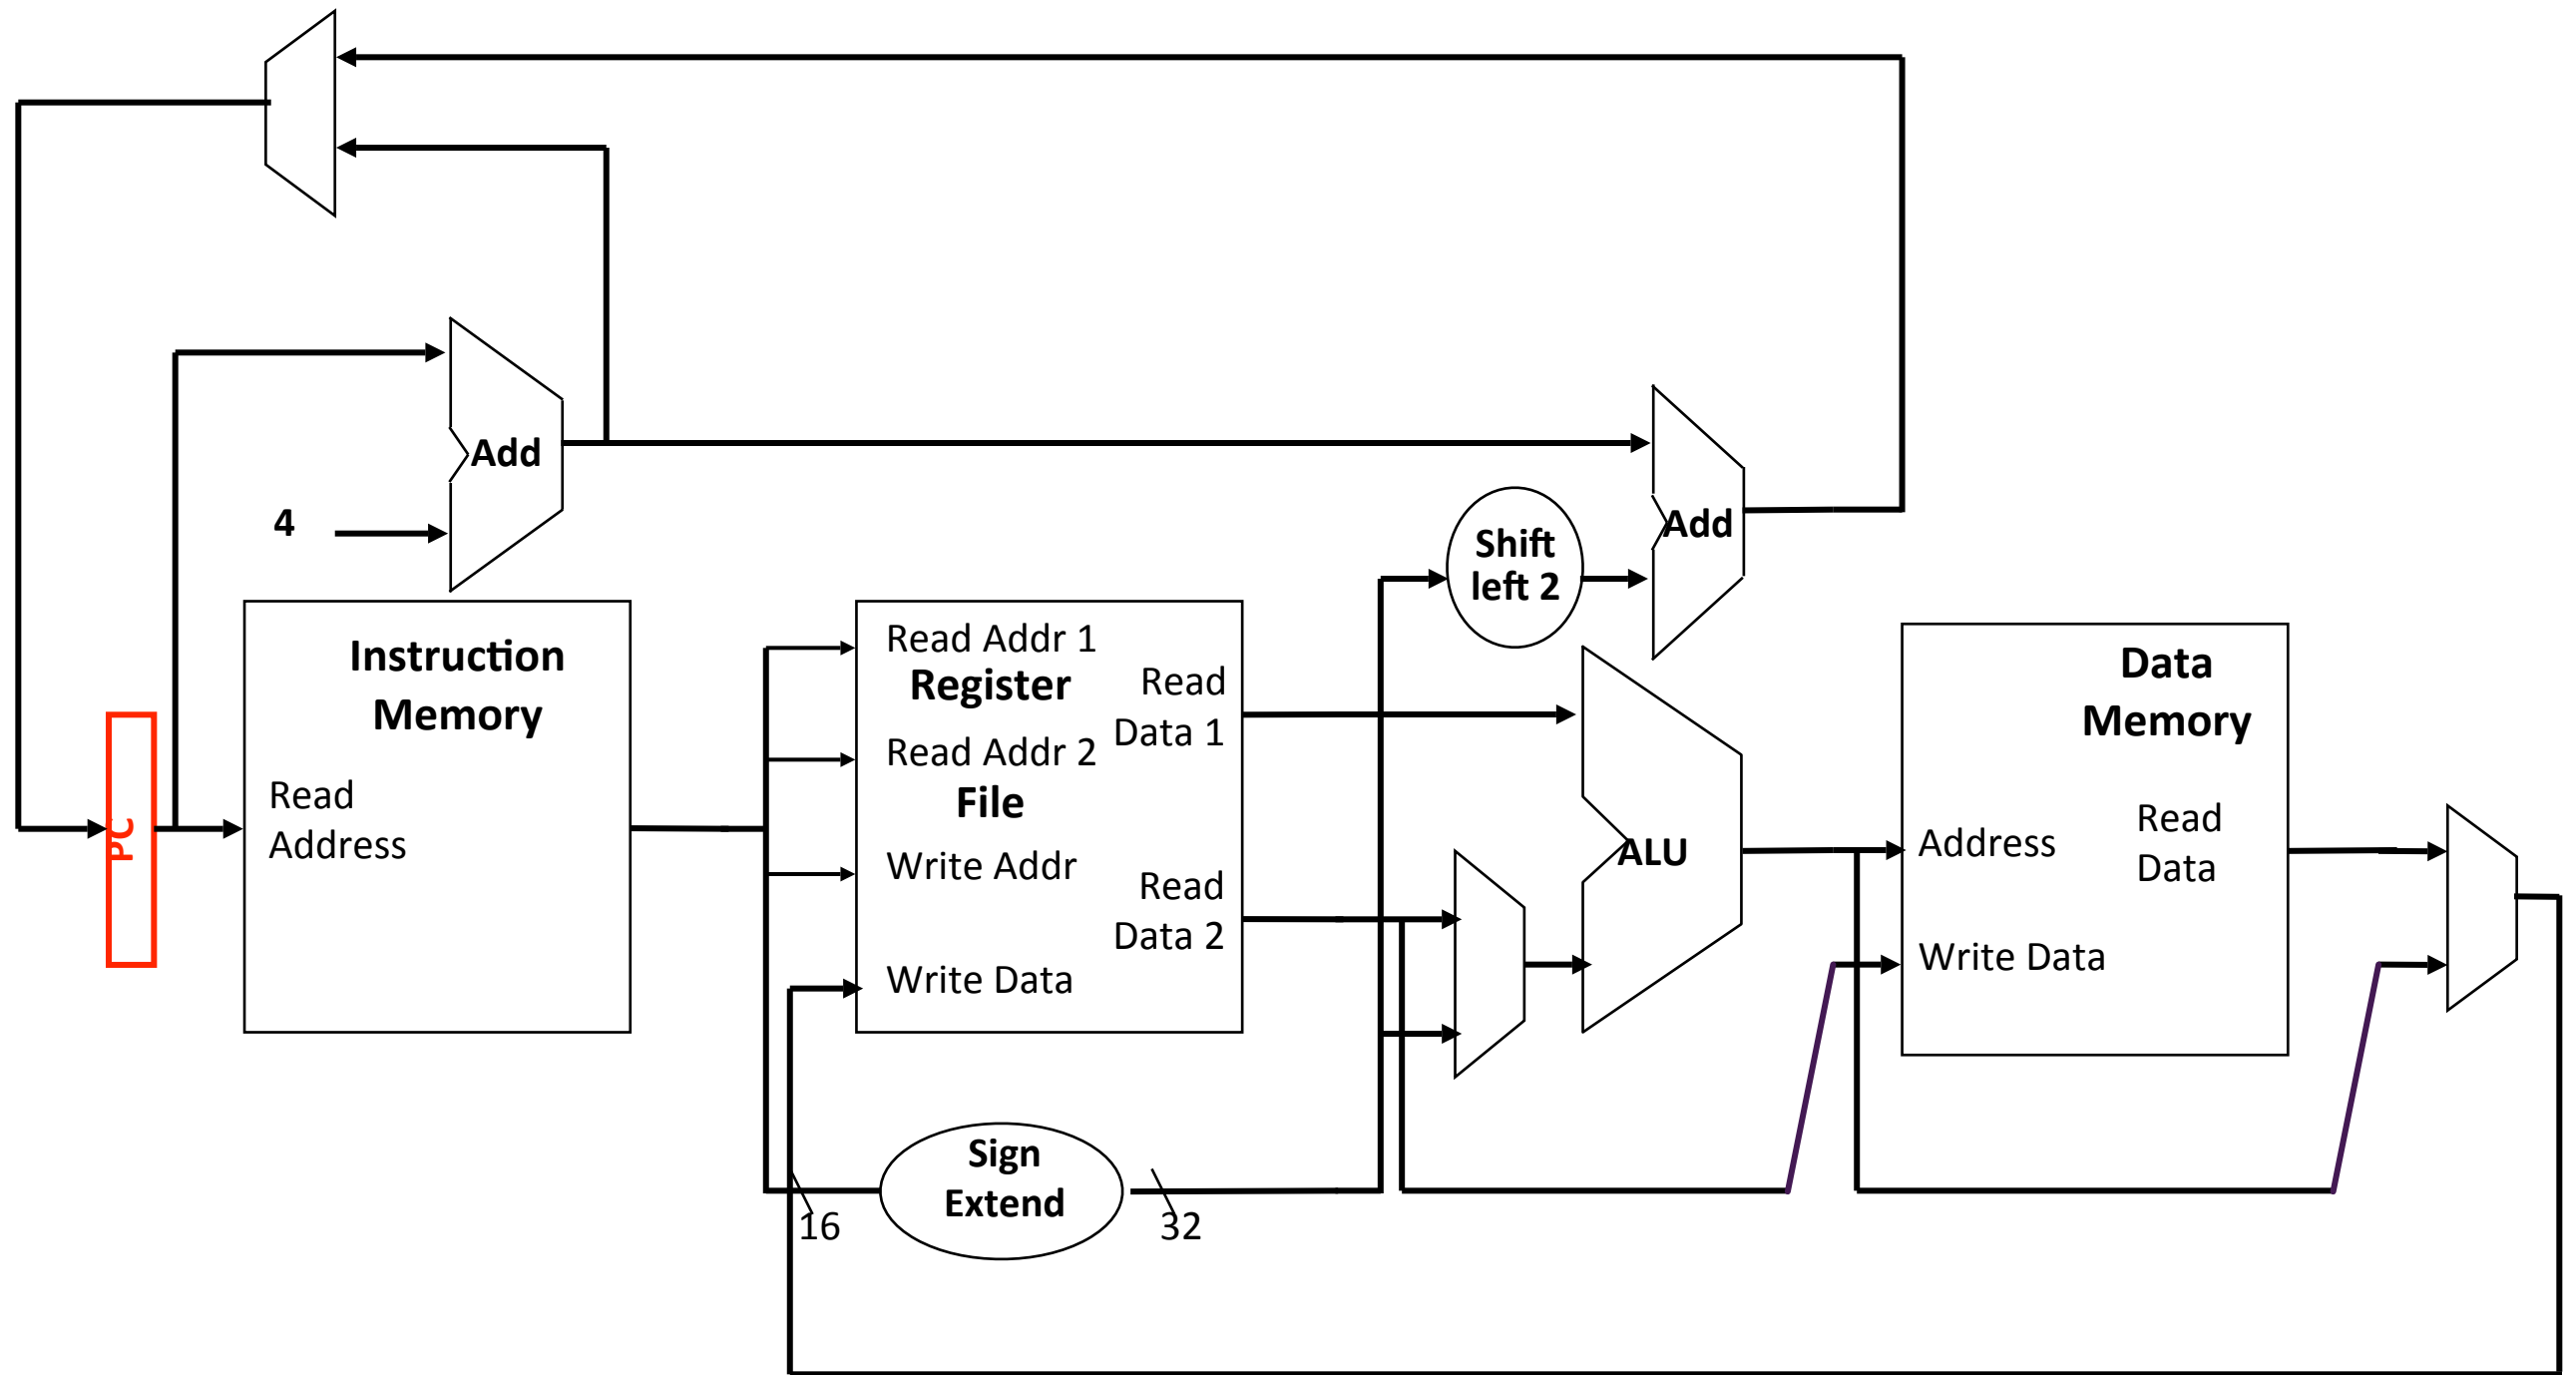 Add
4
Add
Shift
left 2
Instruction
Memory
Read
Address
PC
Read Addr 1
Register
Read
Data 1
Read Addr 2
File
Write Addr
Read
Data 2
Write Data
ALU
Data
Memory
Read
Data
Address
Write Data
Sign
Extend
16
32